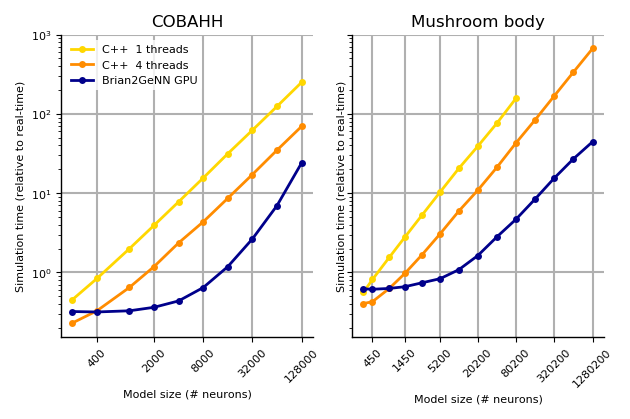 COBAHH
Simulation time (relative to real-time)
10³
10²
10¹
10⁰
C++ 1 threads
C++ 4 threads
Brian2GeNN GPU
400
2000
8000
32000
128000
Model size (# neurons)
Mushroom body
Simulation time (relative to real-time)
450
1450
5200
20200
80200
320200
1280200
Model size (# neurons)